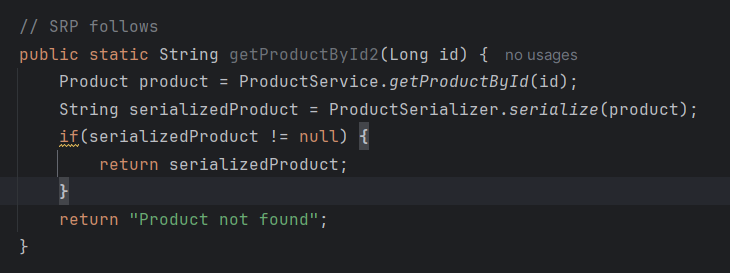 // SRP follows
public static String getProductById2(Long id) { no usages
Product product = ProductService.getProductById(id);
String serializedProduct = ProductSerializer.serialize(product);
if(serializedProduct != null) {
return serializedProduct;
}
return "Product not found";
}